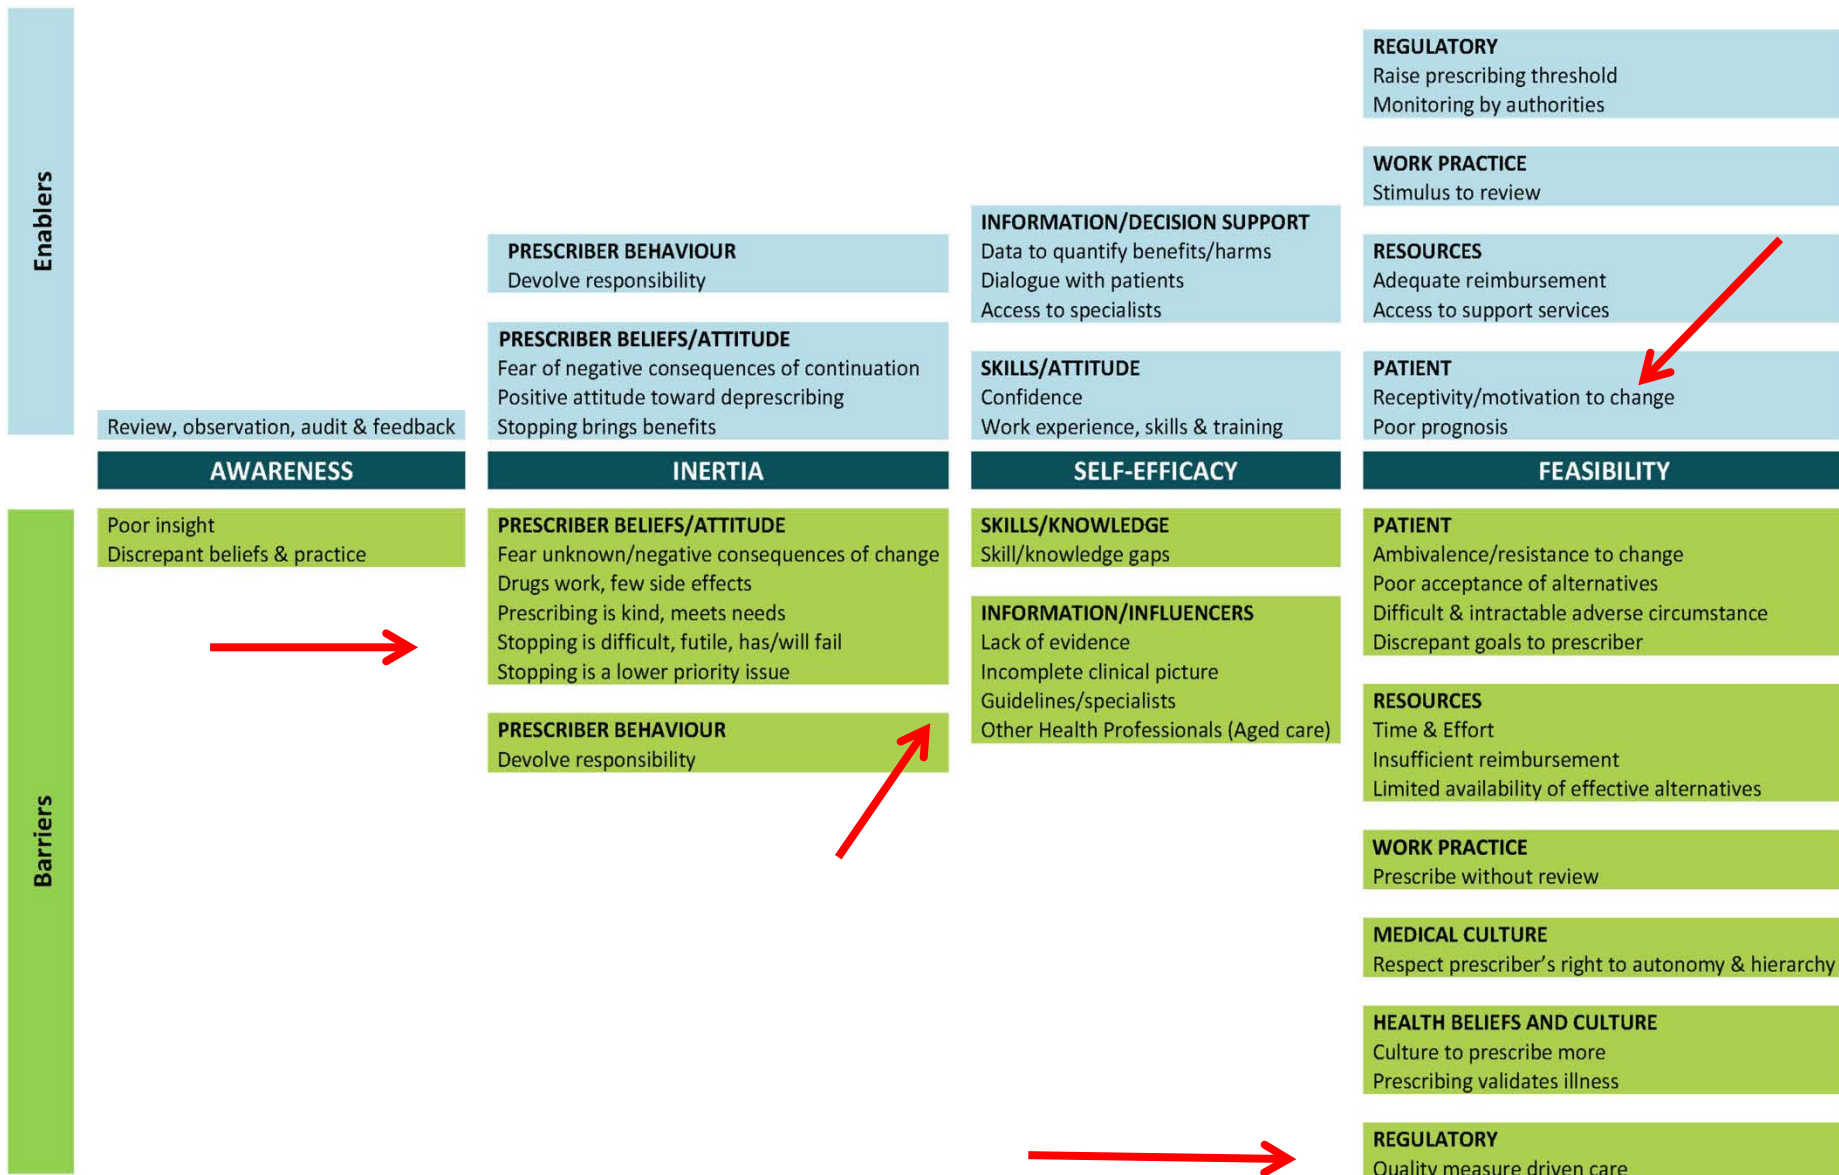 Enablers
REGULATORY
Raise prescribing threshold
Monitoring by authorities
WORK PRACTICE
Stimulus to review
RESOURCES
Adequate reimbursement
Access to support services
PATIENT
Receptivity/motivation to change
Poor prognosis
INFORMATION/DECISION SUPPORT
Data to quantify benefits/harms
Dialogue with patients
Access to specialists
SKILLS/ATTITUDE
Confidence
Work experience, skills & training
PRESCRIBER BEHAVIOUR
Devolve responsibility
PRESCRIBER BELIEFS/ATTITUDE
Fear of negative consequences of continuation
Positive attitude toward deprescribing
Stopping brings benefits
Review, observation, audit & feedback
AWARENESS
INERTIA
SELF-EFFICACY
FEASIBILITY
Barriers
Poor insight
Discrepant beliefs & practice
PRESCRIBER BELIEFS/ATTITUDE
Fear unknown/negative consequences of change
Drugs work, few side effects
Prescribing is kind, meets needs
Stopping is difficult, futile, has/will fail
Stopping is a lower priority issue
PRESCRIBER BEHAVIOUR
Devolve responsibility
SKILLS/KNOWLEDGE
Skill/knowledge gaps
INFORMATION/INFLUENCERS
Lack of evidence
Incomplete clinical picture
Guidelines/specialists
Other Health Professionals (Aged care)
PATIENT
Ambivalence/resistance to change
Poor acceptance of alternatives
Difficult & intractable adverse circumstance
Discrepant goals to prescriber
RESOURCES
Time & Effort
Insufficient reimbursement
Limited availability of effective alternatives
WORK PRACTICE
Prescribe without review
MEDICAL CULTURE
Respect prescriber's right to autonomy & hierarchy
HEALTH BELIEFS AND CULTURE
Culture to prescribe more
Prescribing validates illness
REGULATORY
Quality measure driven care